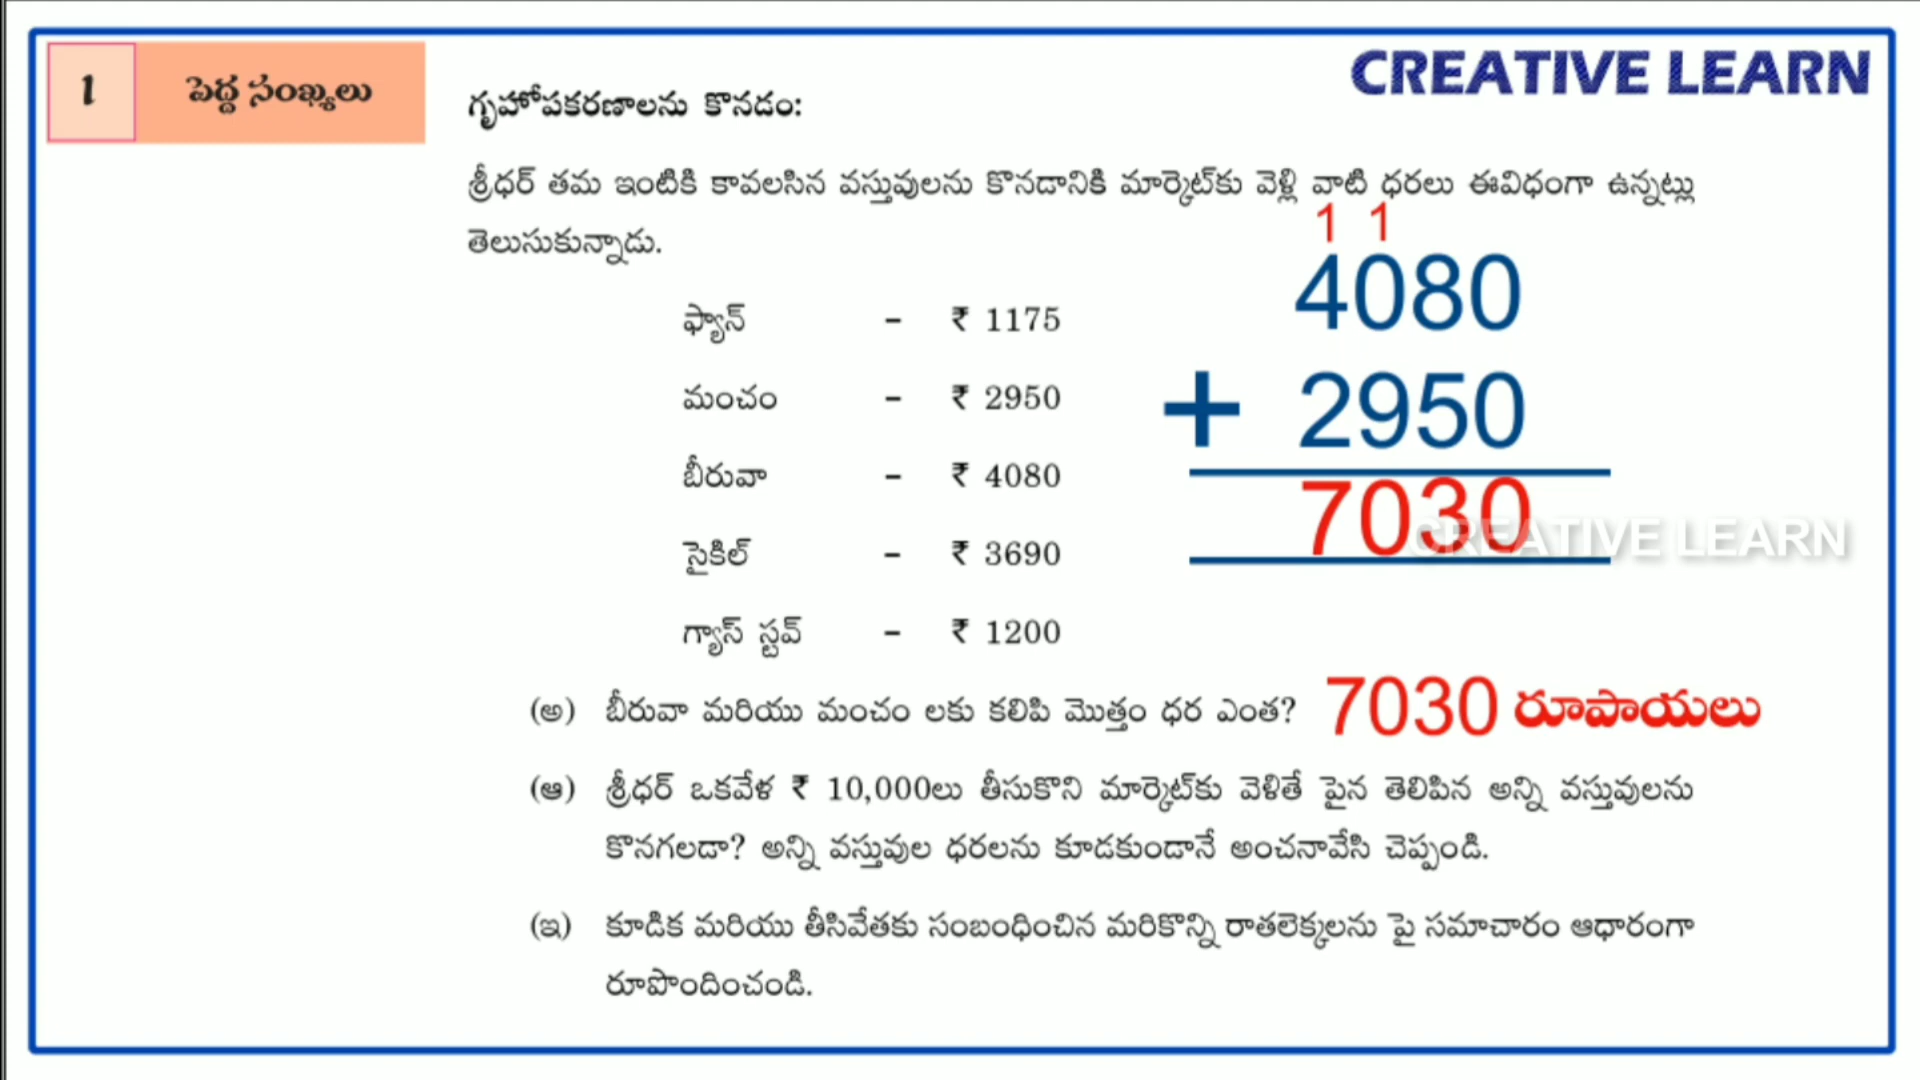 1 పెద్ద సంఖ్యలు
CREATIVE LEARN
గృహోపకరణాలను కొనడం:
శ్రీధర్ తమ ఇంటికి కావలసిన వస్తువులను కొనడానికి మార్కెట్‌కు వెళ్లి వాటి ధరలు ఈవిధంగా ఉన్నట్లు
తెలుసుకున్నాడు.
ఫ్యాన్ - ₹ 1175
మంచం - ₹ 2950
బీరువా - ₹ 4080
సైకిల్ - ₹ 3690
గ్యాస్ స్టవ్ - ₹ 1200
1 1
4080
+ 2950
7030
CREATIVE LEARN
(అ) బీరువా మరియు మంచం లకు కలిపి మొత్తం ధర ఎంత? 7030 రూపాయలు
(ఆ) శ్రీధర్ ఒకవేళ ₹ 10,000లు తీసుకొని మార్కెట్‌కు వెళితే పైన తెలిపిన అన్ని వస్తువులను
కొనగలడా? అన్ని వస్తువుల ధరలను కూడకుండానే అంచనావేసి చెప్పండి.
(ఇ) కూడిక మరియు తీసివేతకు సంబంధించిన మరికొన్ని రాతలెక్కలను పై సమాచారం ఆధారంగా
రూపొందించండి.